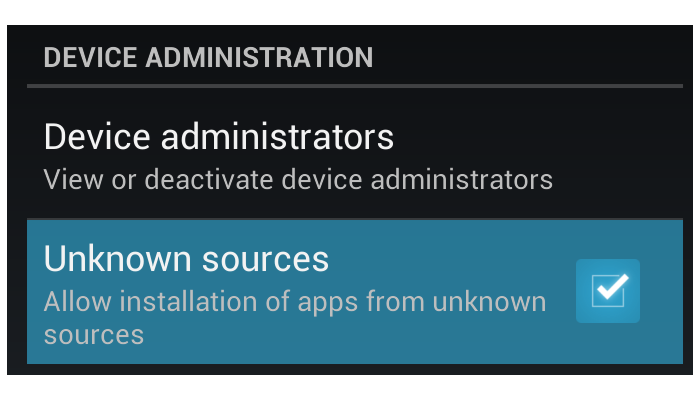 DEVICE ADMINISTRATION
Device administrators
View or deactivate device administrators
Unknown sources
Allow installation of apps from unknown
sources